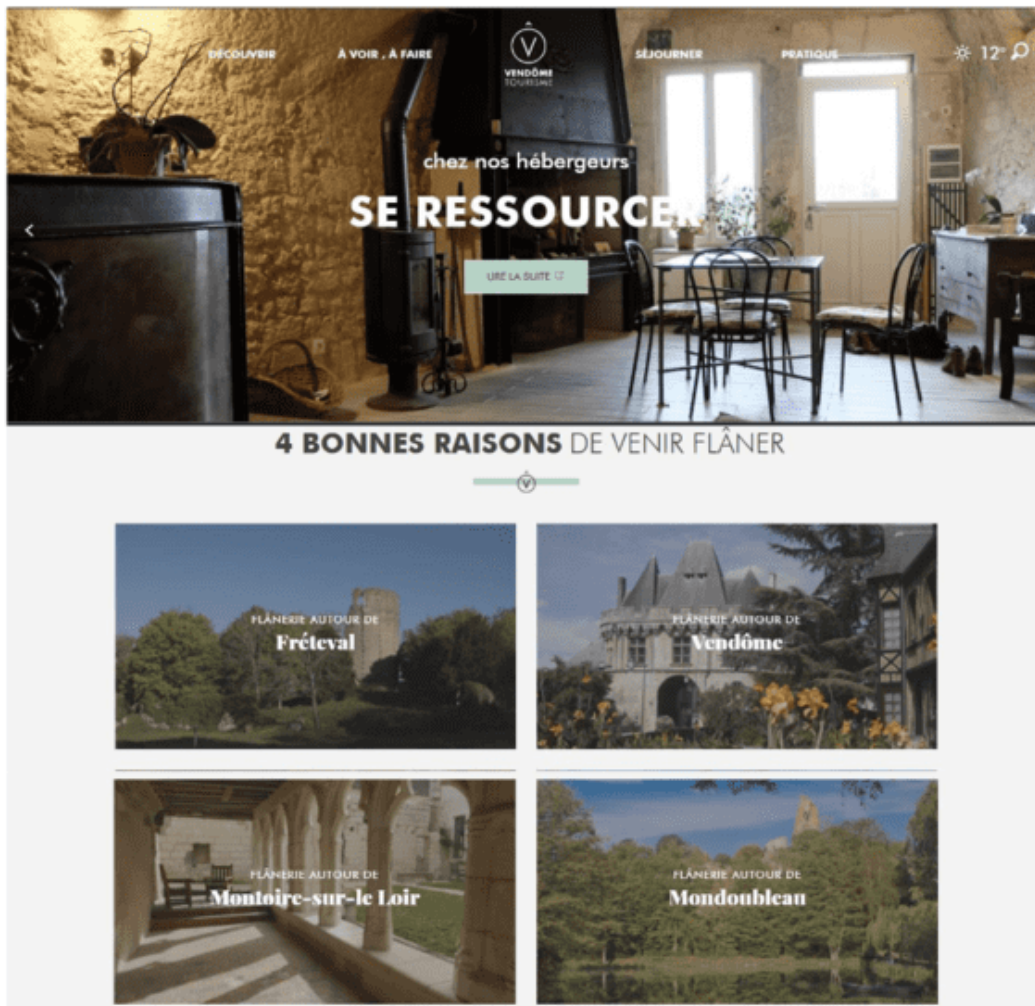 DÉCOUVRIR
À VOIR , À FAIRE
V
VENDÔME
TOURISME
SÉJOURNER
PRATIQUE
12°
chez nos hébergeurs
SE RESSOURCER
LIRE LA SUITE
4 BONNES RAISONS DE VENIR FLÂNER
V
FLÂNERIE AUTOUR DE
Fréteval
FLÂNERIE AUTOUR DE
Vendôme
FLÂNERIE AUTOUR DE
Montoire-sur-le Loir
FLÂNERIE AUTOUR DE
Mondoubleau